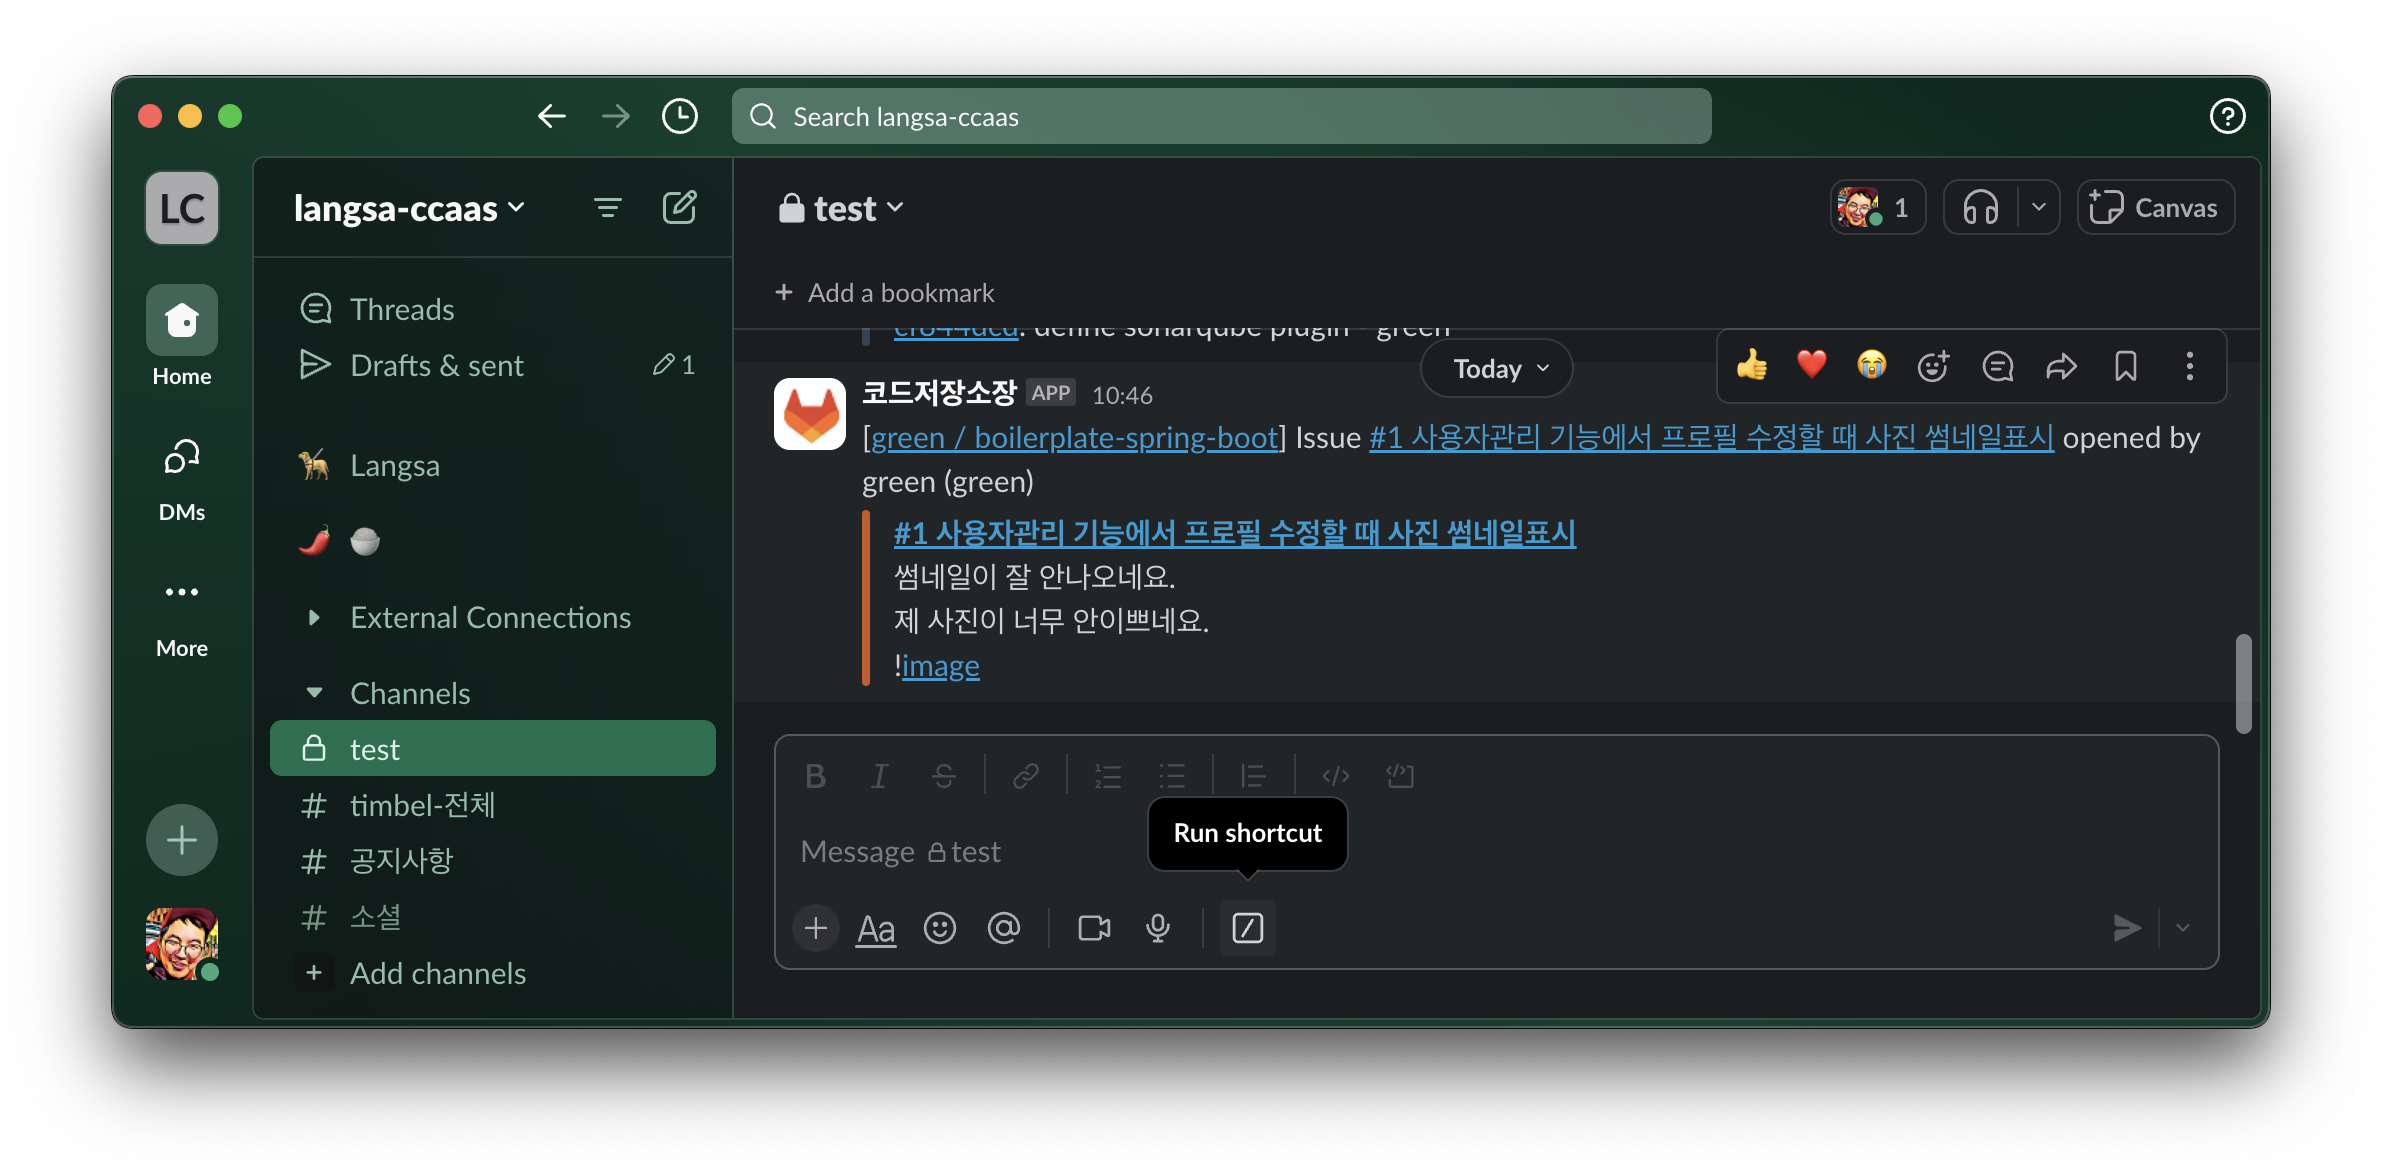 Search langsa-ccaas
LC
Home
DMs
More
langsa-ccaas
Threads
Drafts & sent 1
Langsa
External Connections
Channels
test
timbel-전체
공지사항
소셜
Add channels
test
1
Canvas
Add a bookmark
cf844dcd: define sonarqube plugin - green
Today
코드저장소장 APP 10:46
[green / boilerplate-spring-boot] Issue #1 사용자관리 기능에서 프로필 수정할 때 사진 썸네일표시 opened by
green (green)
#1 사용자관리 기능에서 프로필 수정할 때 사진 썸네일표시
썸네일이 잘 안나오네요.
제 사진이 너무 안이쁘네요.
!image
Run shortcut
Message test
Aa